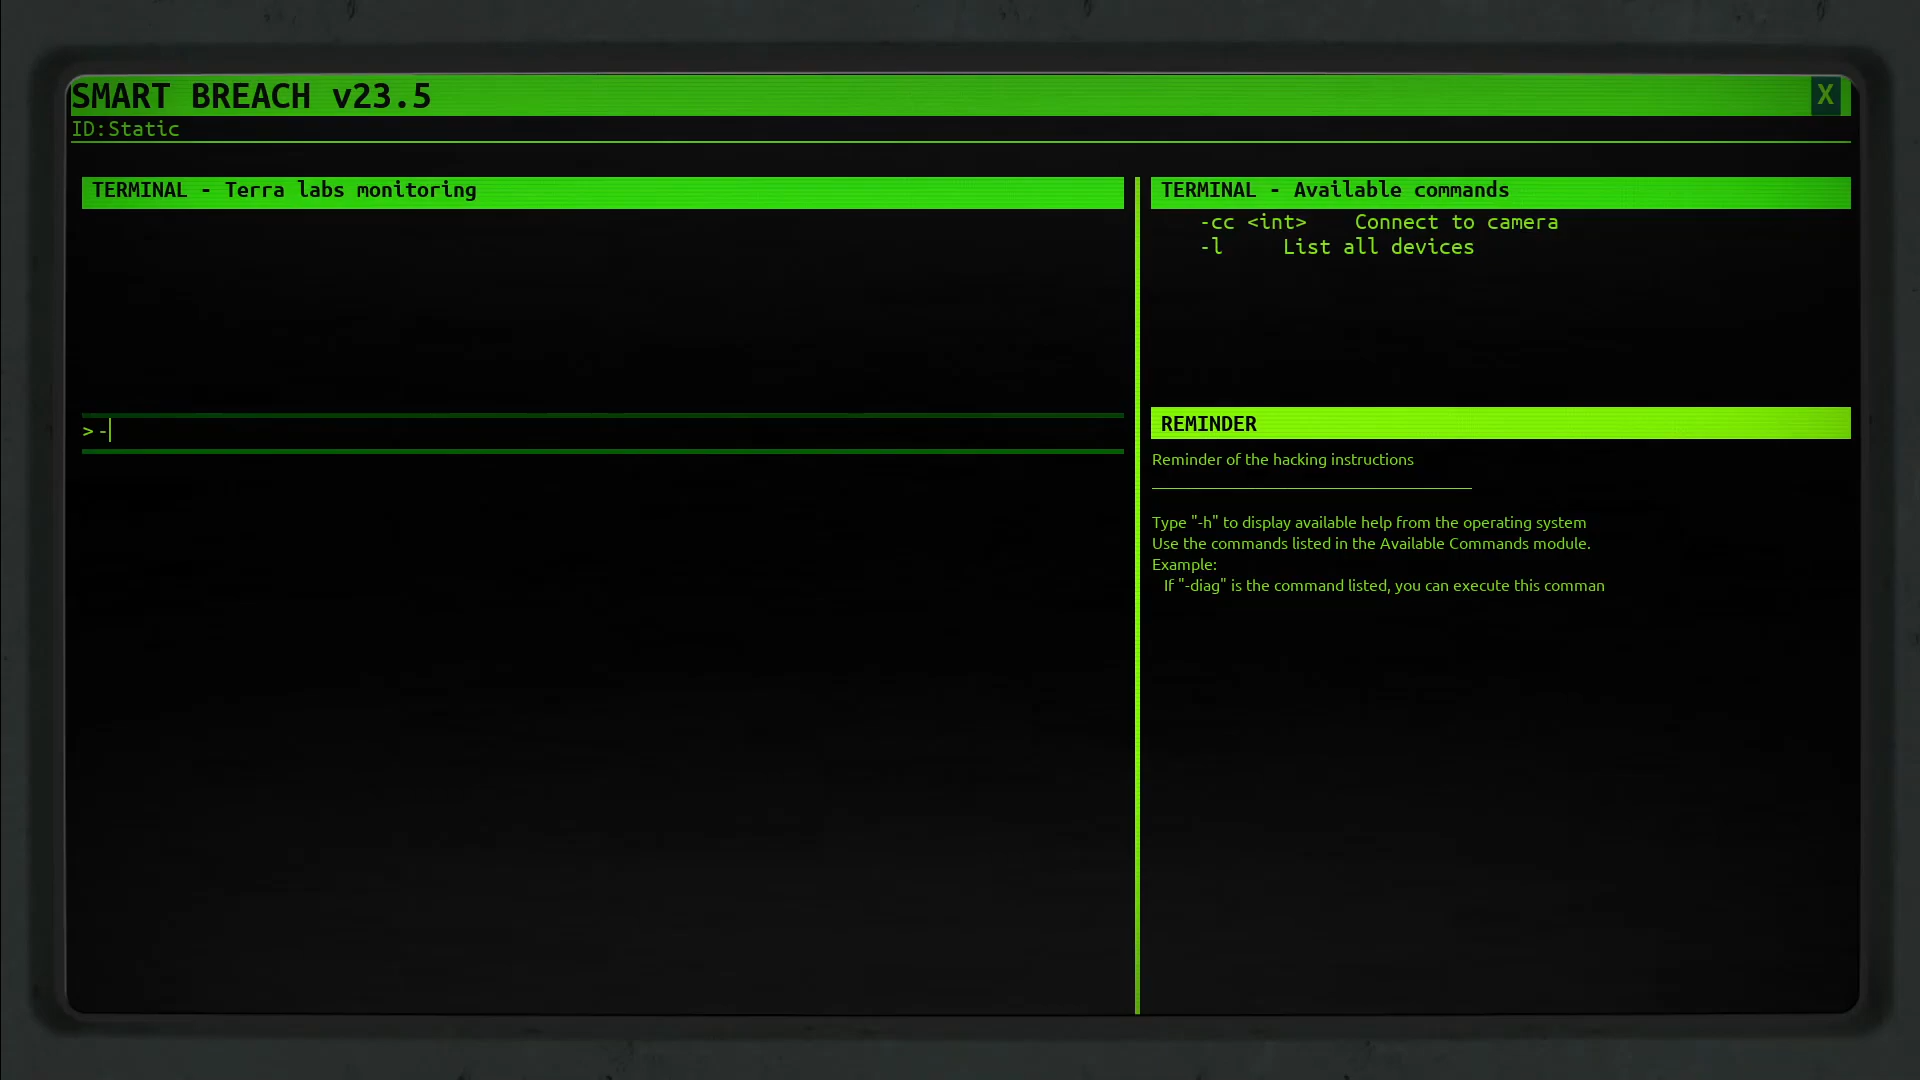 SMART BREACH v23.5
X
ID:Static
TERMINAL - Terra labs monitoring
> -
TERMINAL - Available commands
-cc <int>    Connect to camera
-l     List all devices
REMINDER
Reminder of the hacking instructions
Type "-h" to display available help from the operating system
Use the commands listed in the Available Commands module.
Example:
If "-diag" is the command listed, you can execute this comman